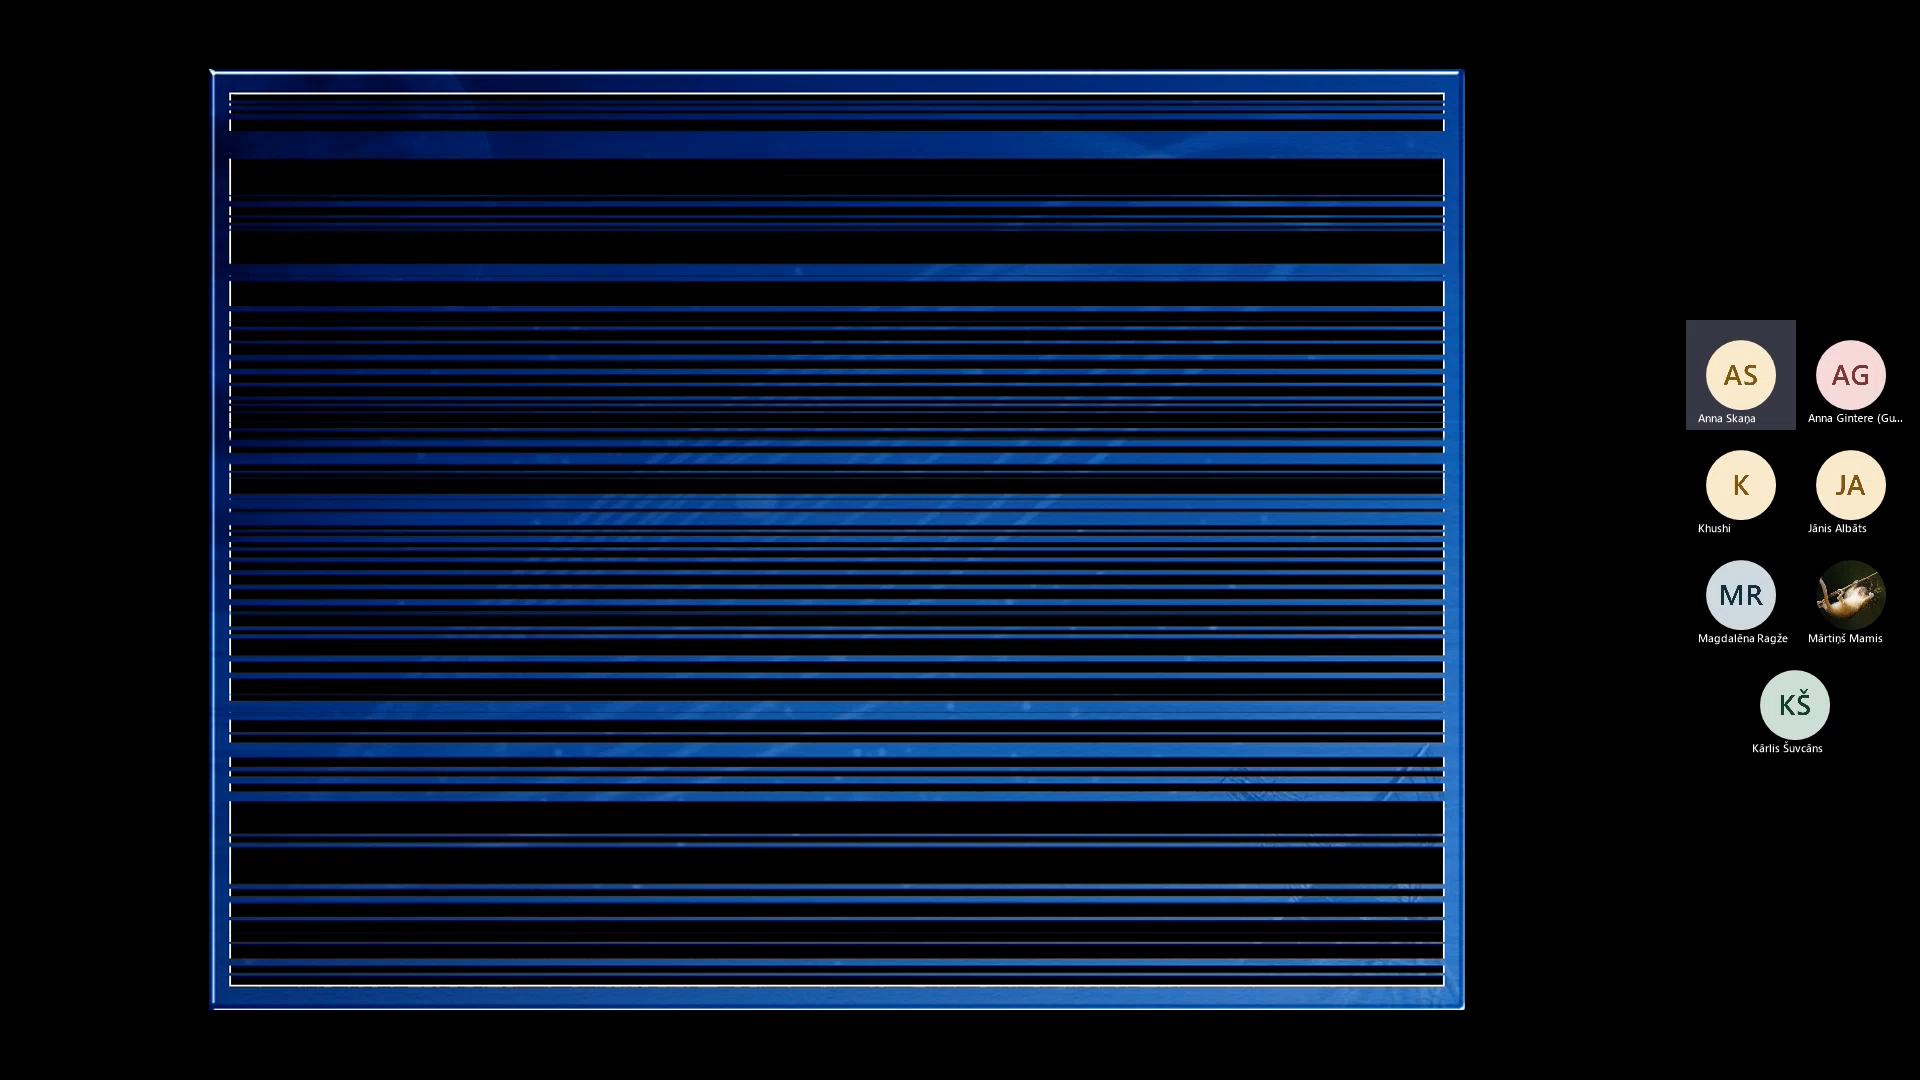 AS
AG
Anna Skaņa
Anna Gintere (Gu...
K
JA
Khushi
Jānis Albāts
MR
Magdalēna Ragže
Mārtiņš Mamis
KŠ
Kārlis Šuvcāns